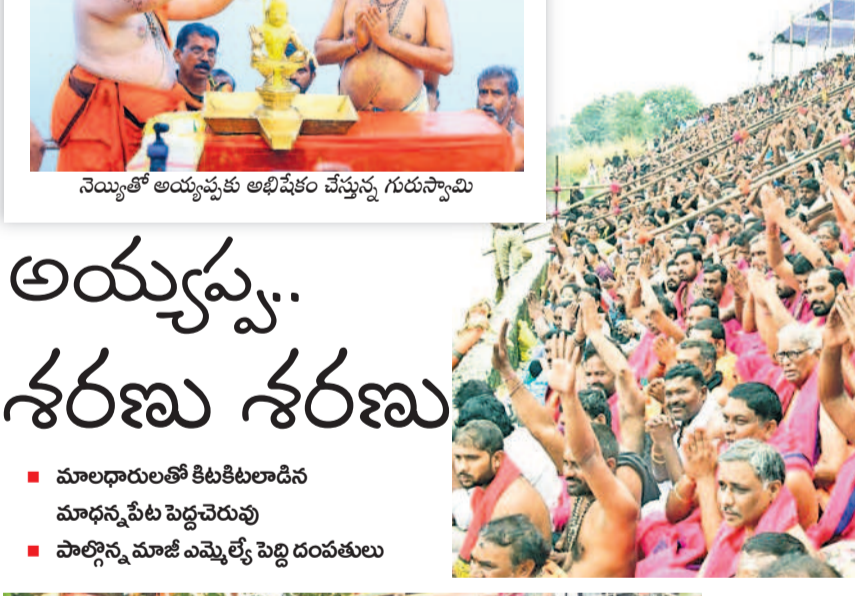 నెయ్యితో అయ్యప్పకు అభిషేకం చేస్తున్న గురుస్వామి
అయ్యప్ప..
శరణు శరణు
మాలధారులతో కిటకిటలాడిన
మాధన్నపేట పెద్దచెరువు
పాల్గొన్న మాజీ ఎమ్మెల్యే పెద్ది దంపతులు